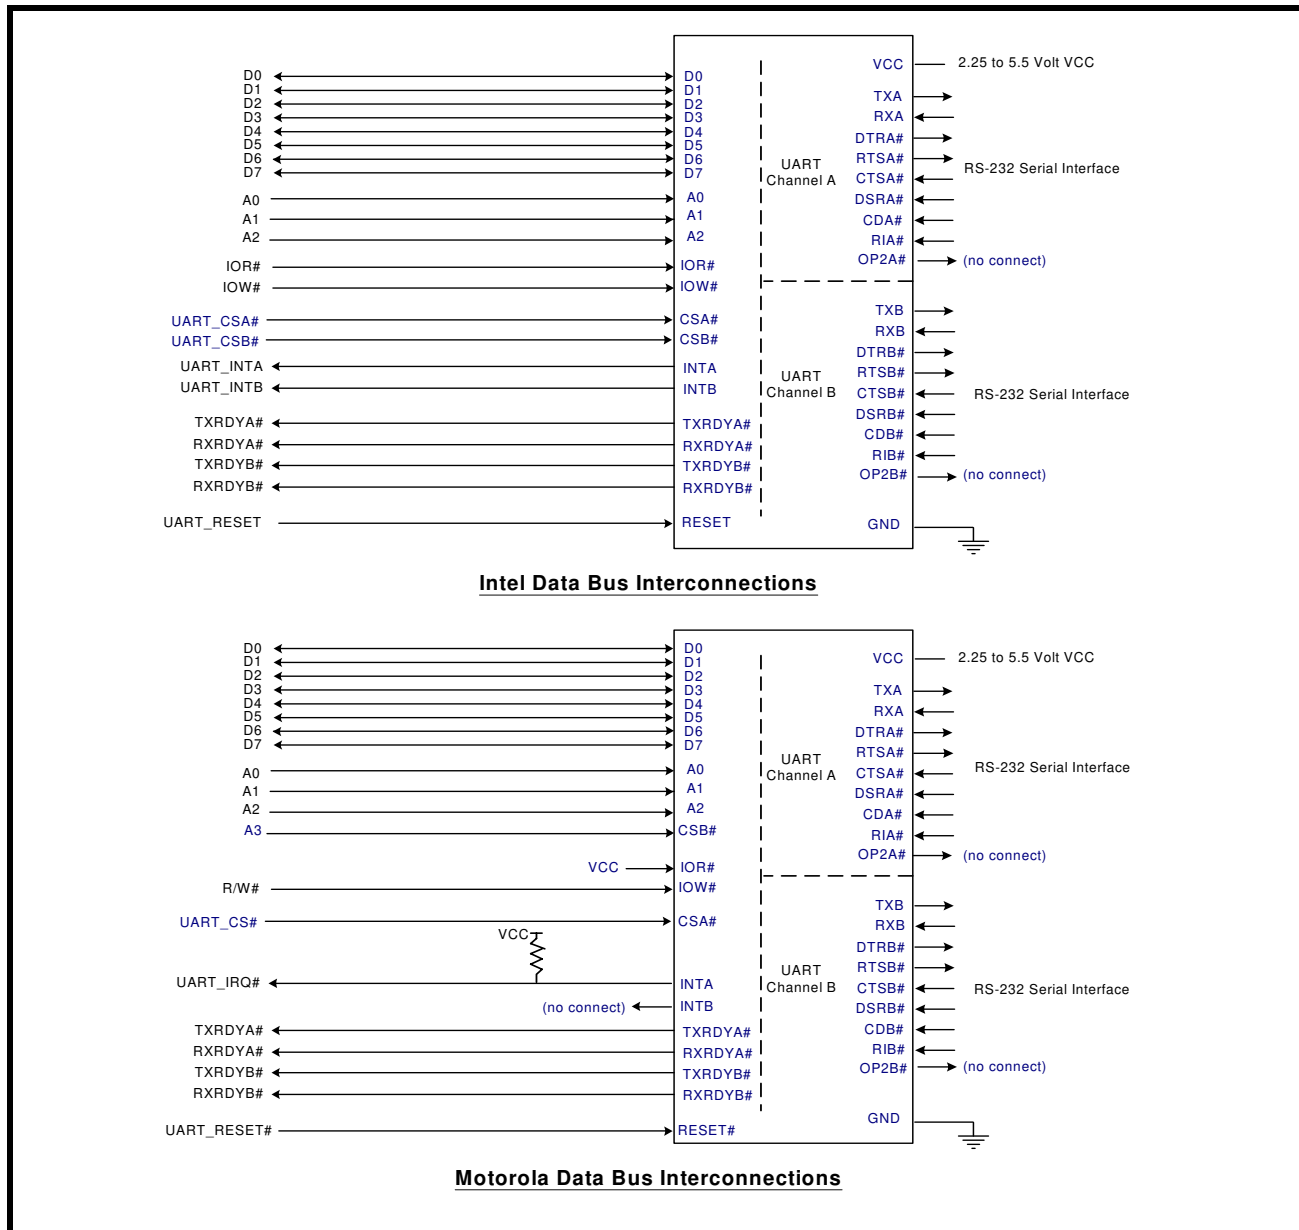 VCC 2.25 to 5.5 Volt VCC
D0 D0
D1 D1
D2 D2 TXA
D3 D3 RXA
D4 D4
D5 D5 DTRA#
D6 D6 UART RTSA# RS-232 Serial Interface
D7 D7 Channel A CTSA#
A0 A0 DSRA#
A1 A1 CDA#
A2 A2 RIA#
IOR# IOR# OP2A# (no connect)
IOW# IOW#
UART_CSA# CSA# TXB
UART_CSB# CSB# RXB
UART_INTA INTA UART DTRB#
UART_INTB INTB Channel B RTSB#
CTSB# RS-232 Serial Interface
TXRDYA# TXRDYA# DSRB#
RXRDYA# RXRDYA# CDB#
TXRDYB# TXRDYB# RIB#
RXRDYB# RXRDYB# OP2B# (no connect)
UART_RESET RESET GND
Intel Data Bus Interconnections
D0 D0
D1 D1 VCC 2.25 to 5.5 Volt VCC
D2 D2
D3 D3 TXA
D4 D4 RXA
D5 D5
D6 D6 DTRA#
D7 D7 UART RTSA#
A0 A0 Channel A CTSA# RS-232 Serial Interface
A1 A1 DSRA#
A2 A2 CDA#
A3 CSB# RIA#
VCC IOR# OP2A# (no connect)
R/W# IOW#
UART_CS# CSA# TXB
VCC RXB
DTRB#
UART_IRQ# INTA UART RTSB#
(no connect) INTB Channel B CTSB# RS-232 Serial Interface
DSRB#
TXRDYA# TXRDYA# CDB#
RXRDYA# RXRDYA# RIB#
TXRDYB# TXRDYB# OP2B# (no connect)
RXRDYB# RXRDYB#
UART_RESET# RESET# GND
Motorola Data Bus Interconnections